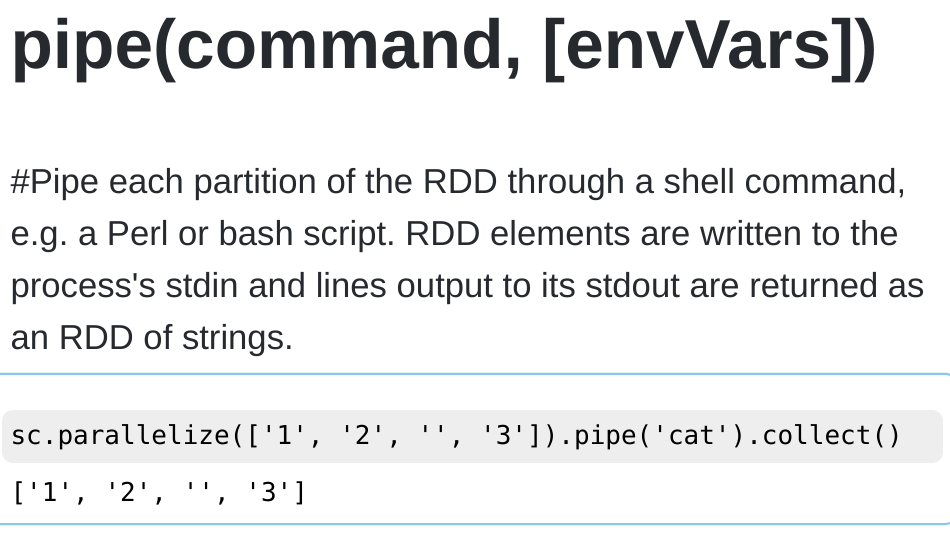 pipe(command, [envVars])
#Pipe each partition of the RDD through a shell command,
e.g. a Perl or bash script. RDD elements are written to the
process's stdin and lines output to its stdout are returned as
an RDD of strings.
sc.parallelize(['1', '2', '', '3']).pipe('cat').collect()
['1', '2', '', '3']